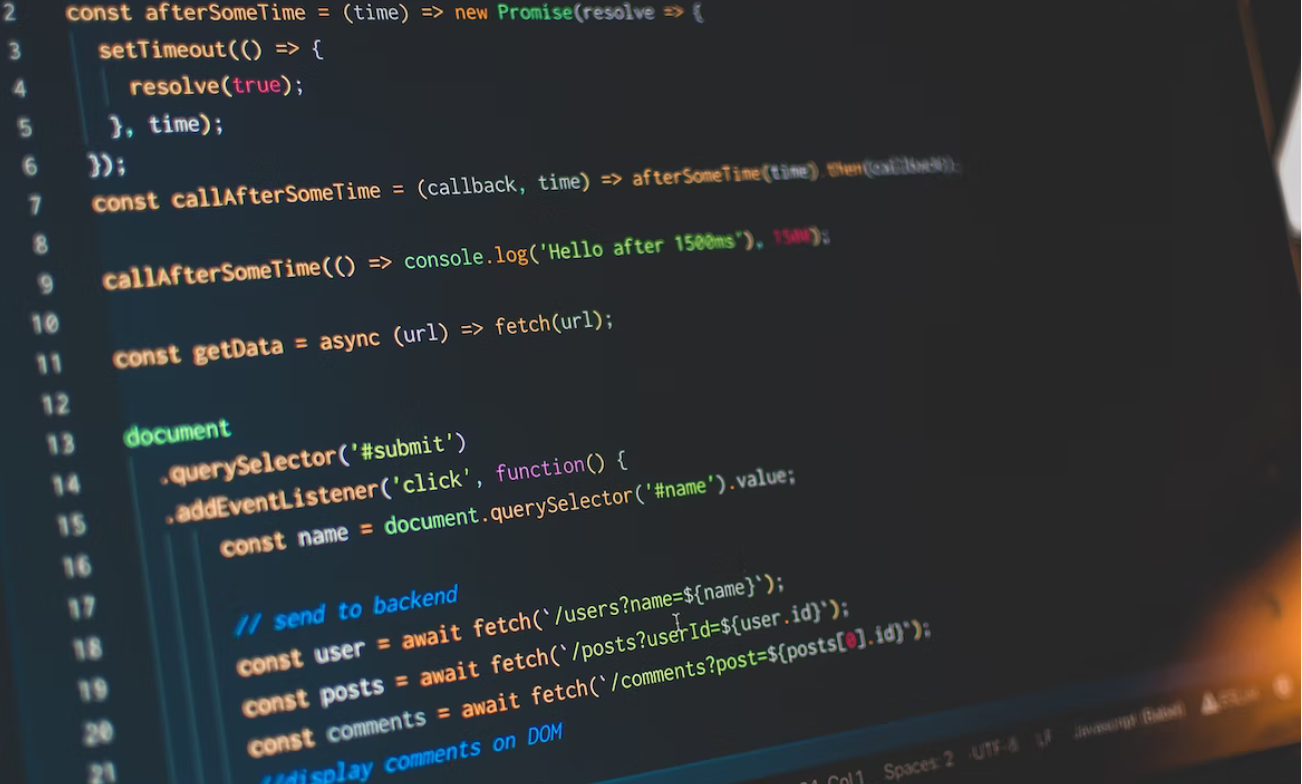 2 const afterSomeTime = (time) => new Promise(resolve => {
3 setTimeout(() => {
4 resolve(true);
5 }, time);
6 });
7 const callAfterSomeTime = (callback, time) => afterSomeTime(time).then(callback);
8
9 callAfterSomeTime(() => console.log('Hello after 1500ms'), 1500);
10
11 const getData = async (url) => fetch(url);
12
13 document
14 .querySelector('#submit')
15 .addEventListener('click', function() {
16 const name = document.querySelector('#name').value;
17
18 // send to backend
19 const user = await fetch(`/users?name=${name}`);
20 const posts = await fetch(`/posts?userId=${user.id}`);
21 const comments = await fetch(`/comments?post=${posts[0].id}`);
//display comments on DOM
Col 1 Spaces: 2 UTF-8 LF Javascript (Babel)